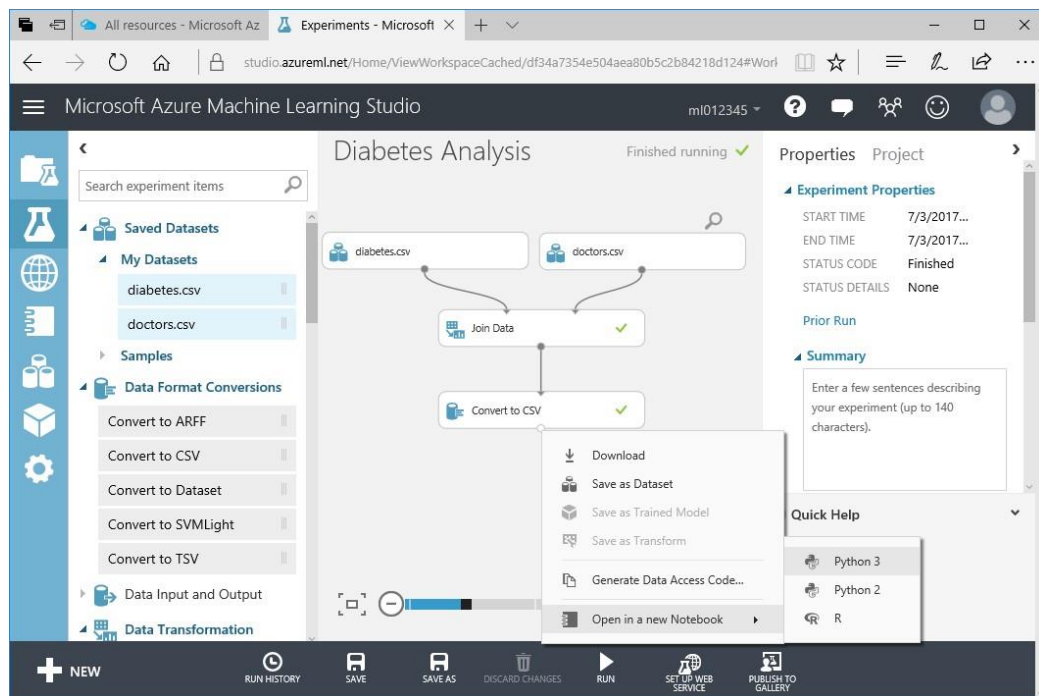 All resources - Microsoft Az
Experiments - Microsoft
studio.azureml.net/Home/ViewWorkspaceCached/df34a7354e504aea80b5c2b84218d124#Work
Microsoft Azure Machine Learning Studio
ml012345
Search experiment items
Saved Datasets
My Datasets
diabetes.csv
doctors.csv
Samples
Data Format Conversions
Convert to ARFF
Convert to CSV
Convert to Dataset
Convert to SVMLight
Convert to TSV
Data Input and Output
Data Transformation
Diabetes Analysis
Finished running
diabetes.csv
doctors.csv
Join Data
Convert to CSV
Download
Save as Dataset
Save as Trained Model
Save as Transform
Generate Data Access Code...
Open in a new Notebook
Python 3
Python 2
R
Properties Project
Experiment Properties
START TIME 7/3/2017...
END TIME 7/3/2017...
STATUS CODE Finished
STATUS DETAILS None
Prior Run
Summary
Enter a few sentences describing
your experiment (up to 140
characters).
Quick Help
NEW
RUN HISTORY
SAVE
SAVE AS
DISCARD CHANGES
RUN
SET UP WEB
SERVICE
PUBLISH TO
GALLERY